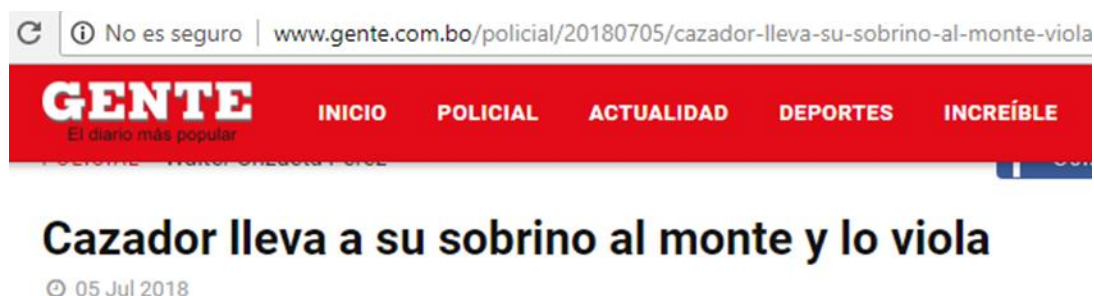 No es seguro | www.gente.com.bo/policial/20180705/cazador-lleva-su-sobrino-al-monte-viola
GENTE INICIO POLICIAL ACTUALIDAD DEPORTES INCREÍBLE
El diario más popular
Cazador lleva a su sobrino al monte y lo viola
05 Jul 2018